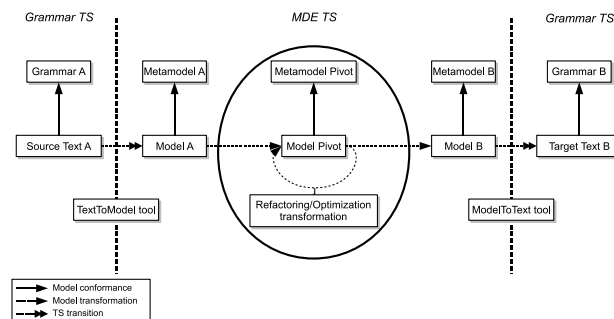 Grammar TS
MDE TS
Grammar TS
Grammar A
Metamodel A
Metamodel Pivot
Metamodel B
Grammar B
Source Text A
Model A
Model Pivot
Model B
Target Text B
Refactoring/Optimization
transformation
TextToModel tool
ModelToText tool
Model conformance
Model transformation
TS transition